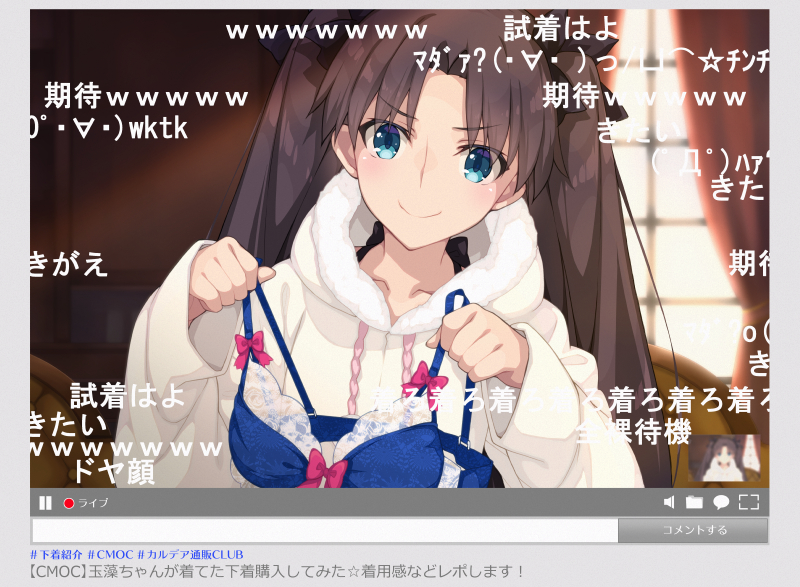 ｗｗｗｗｗｗｗ
試着はよ
ﾏﾀﾞｧ?(･∀･ )っ/凵⌒☆ﾁﾝﾁ
期待ｗｗｗｗｗ
期待ｗｗｗｗｗ
0ﾟ･∀･)wktk
きたい
(ﾟДﾟ)ﾊｧ?
きた
きがえ
期待
き
試着はよ
着ろ着ろ着ろ着ろ着ろ着ろ着ろ
きたい
全裸待機
ｗｗｗｗｗｗｗ
ドヤ顔
ライブ
コメントする
#下着紹介 #CMOC #カルデア通販CLUB
【CMOC】玉藻ちゃんが着てた下着購入してみた☆着用感などレポします！